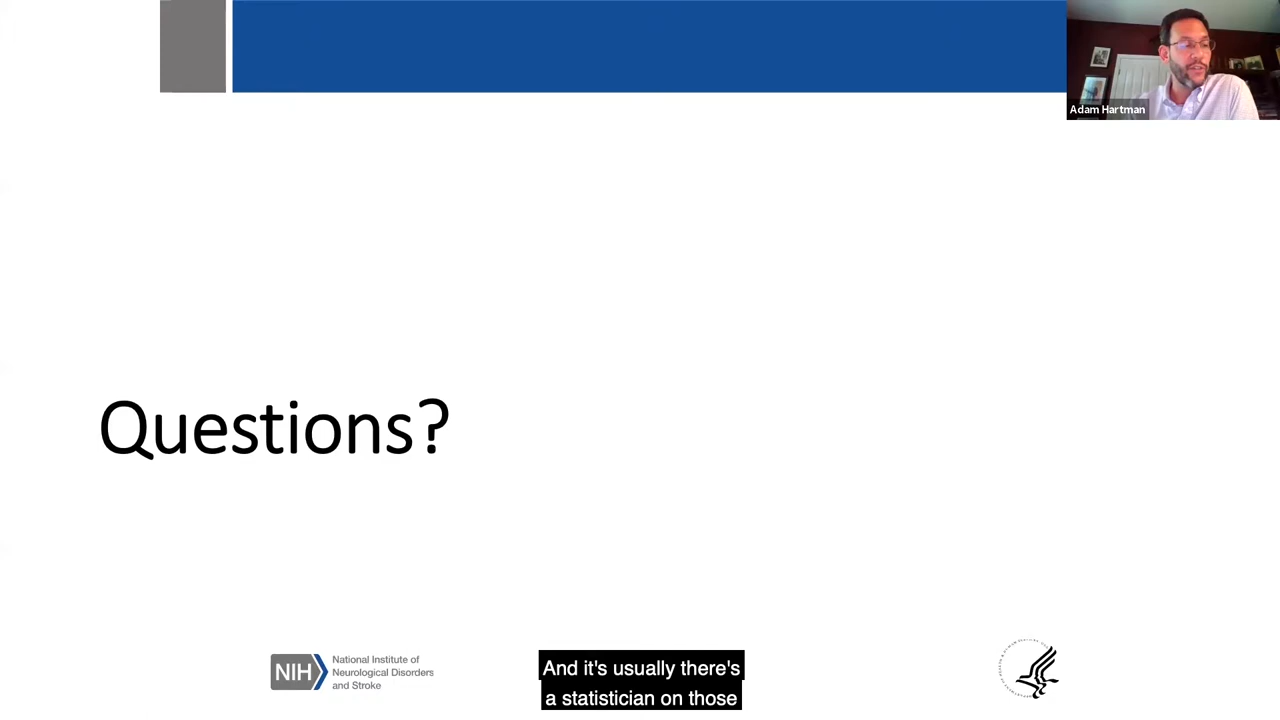 Adam Hartman
Questions?
NIH
National Institute of
Neurological Disorders
and Stroke
And it's usually there's
a statistician on those